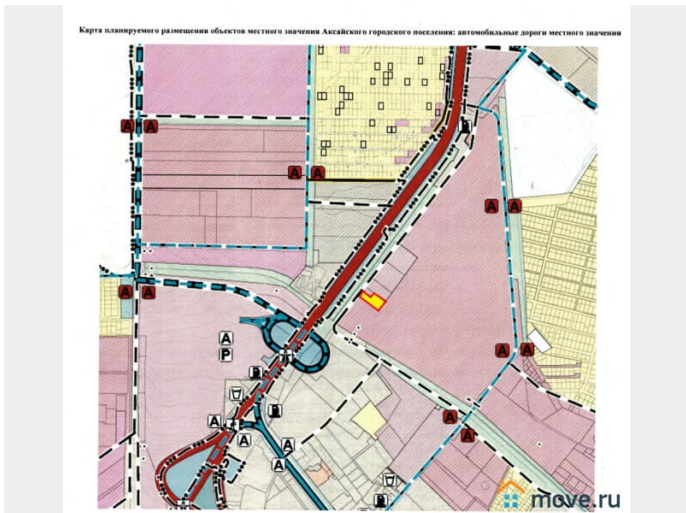 Карта планируемого размещения объектов местного значения Аксайского городского поселения: автомобильные дороги местного значения
А А
А А
А А
А А
А
Р
А А
А
А
А
А
А
А
move.ru